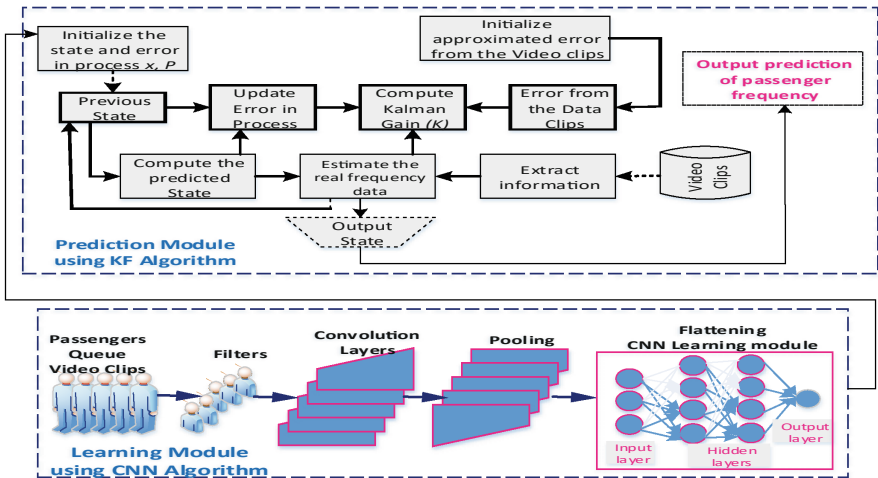 Initialize the
state and error
in process x, P
Initialize
approximated error
from the Video clips
Output prediction
of passenger
frequency
Previous
State
Update
Error in
Process
Compute
Kalman
Gain (K)
Error from
the Data
Clips
Compute the
predicted
State
Estimate the
real frequency
data
Extract
information
Video
Clips
Output
State
Prediction Module
using KF Algorithm
Passengers
Queue
Video Clips
Filters
Convolution
Layers
Pooling
Flattening
CNN Learning module
Input
layer
Hidden
layers
Output
layer
Learning Module
using CNN Algorithm